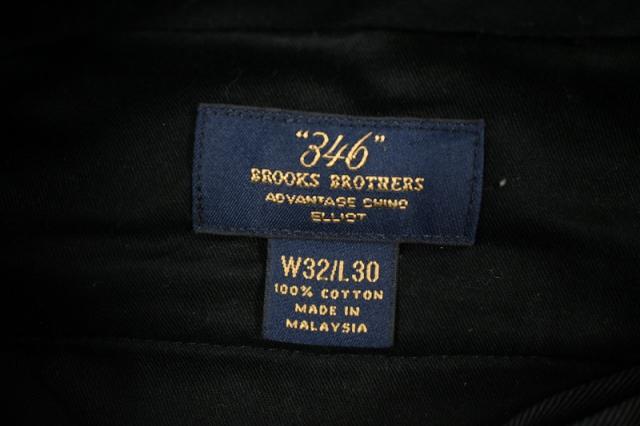 "346"
BROOKS BROTHERS
ADVANTAGE CHINO
ELLIOT
W32/L30
100% COTTON
MADE IN
MALAYSIA